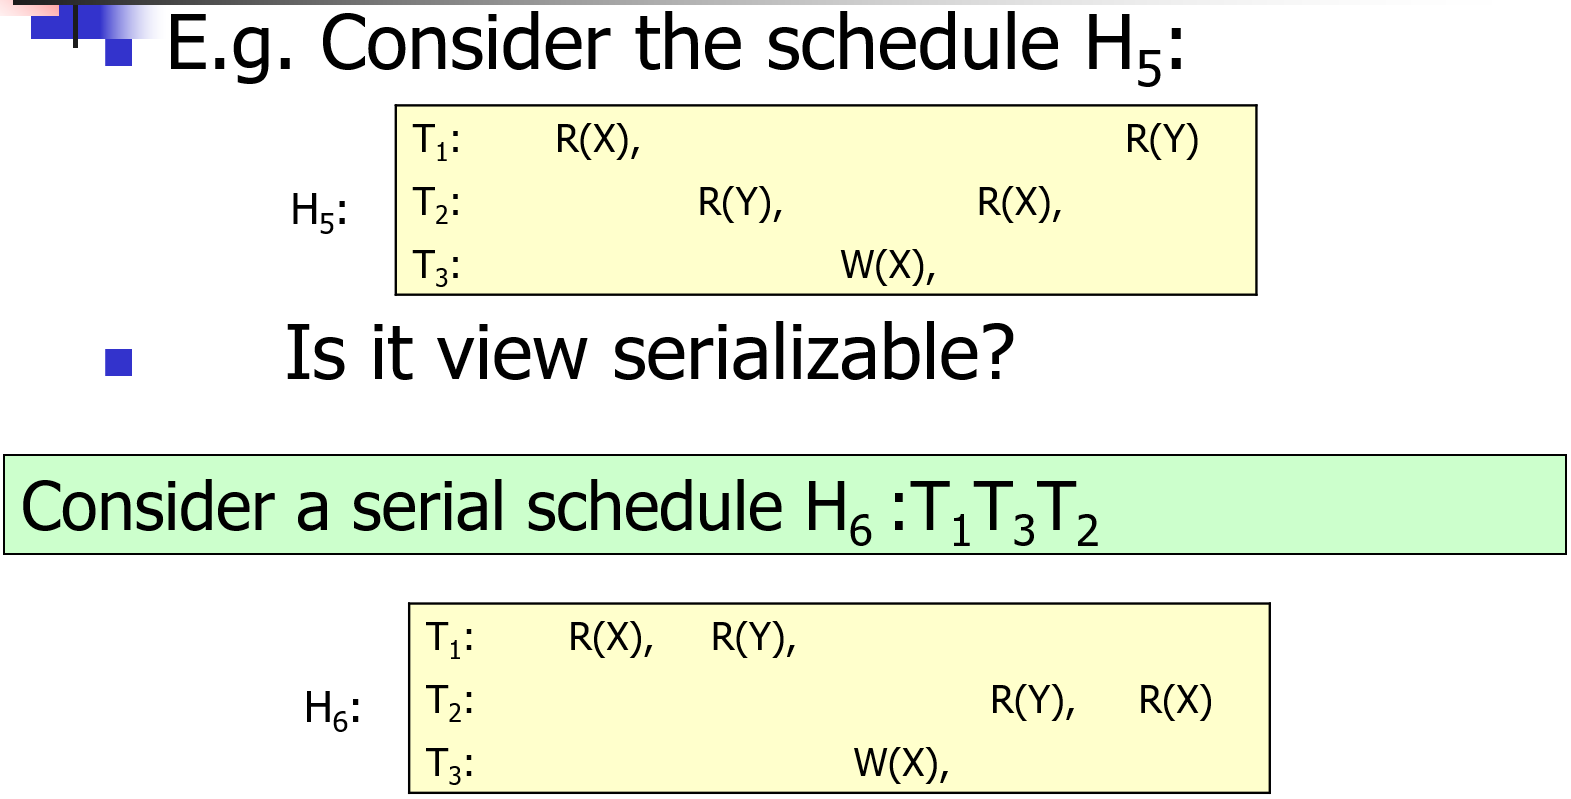 E.g. Consider the schedule H5:
T1: R(X), R(Y)
H5: T2: R(Y), R(X),
T3: W(X),
Is it view serializable?
Consider a serial schedule H6 :T1T3T2
T1: R(X), R(Y),
H6: T2: R(Y), R(X)
T3: W(X),